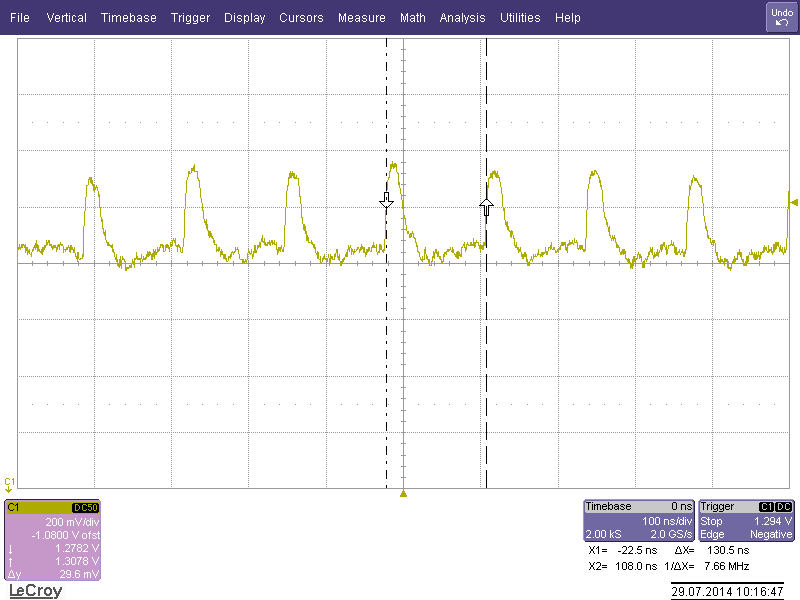 File Vertical Timebase Trigger Display Cursors Measure Math Analysis Utilities Help
Undo
C1
C1 DC50
200 mV/div
-1.0800 V ofst
↓ 1.2782 V
↑ 1.3078 V
Δy 29.6 mV
Timebase 0 ns
100 ns/div
2.00 kS 2.0 GS/s
Trigger C1 DC
Stop 1.294 V
Edge Negative
X1= -22.5 ns ΔX= 130.5 ns
X2= 108.0 ns 1/ΔX= 7.66 MHz
LeCroy
29.07.2014 10:16:47